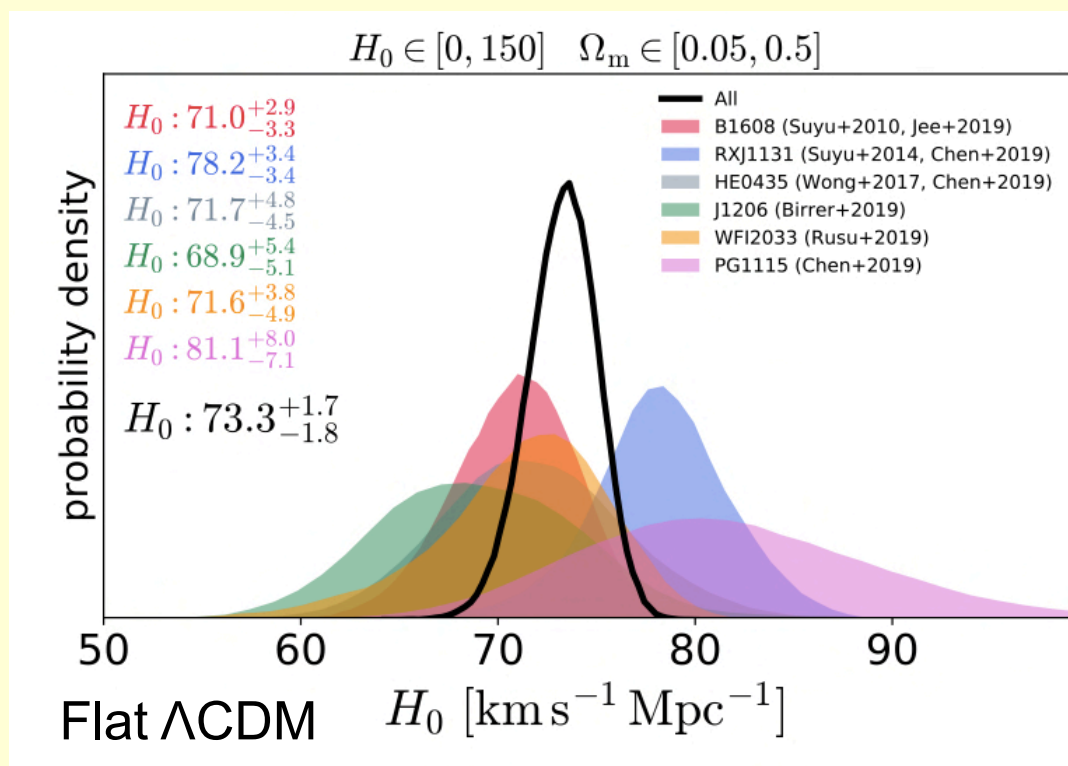 H₀ ∈ [0, 150]   Ωₘ ∈ [0.05, 0.5]
H₀ : 71.0 +2.9 −3.3
H₀ : 78.2 +3.4 −3.4
H₀ : 71.7 +4.8 −4.5
H₀ : 68.9 +5.4 −5.1
H₀ : 71.6 +3.8 −4.9
H₀ : 81.1 +8.0 −7.1
H₀ : 73.3 +1.7 −1.8
All
B1608 (Suyu+2010, Jee+2019)
RXJ1131 (Suyu+2014, Chen+2019)
HE0435 (Wong+2017, Chen+2019)
J1206 (Birrer+2019)
WFI2033 (Rusu+2019)
PG1115 (Chen+2019)
probability density
50 60 70 80 90
H₀ [km s⁻¹ Mpc⁻¹]
Flat ΛCDM